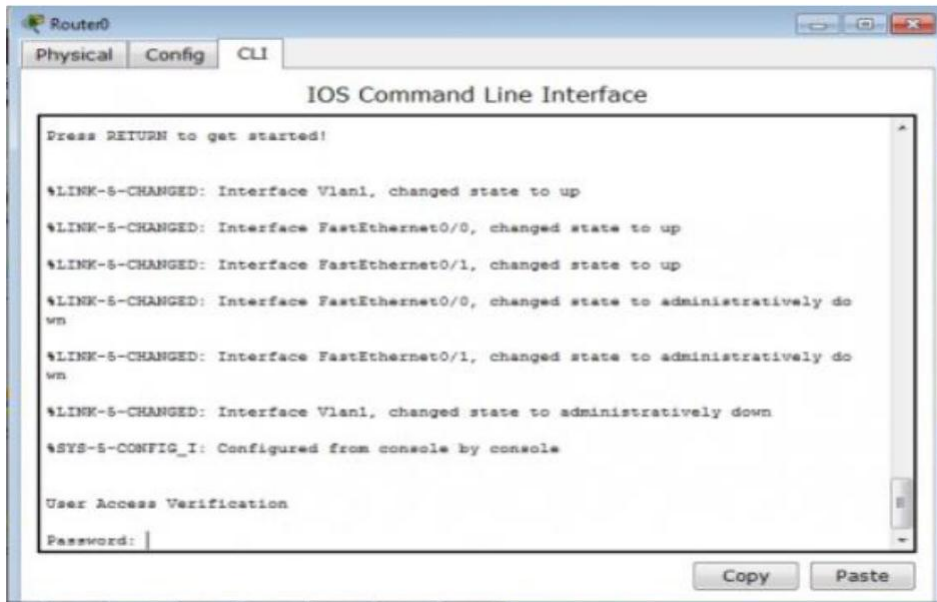 Router0
Physical Config CLI
IOS Command Line Interface
Press RETURN to get started!
%LINK-5-CHANGED: Interface Vlan1, changed state to up
%LINK-5-CHANGED: Interface FastEthernet0/0, changed state to up
%LINK-5-CHANGED: Interface FastEthernet0/1, changed state to up
%LINK-5-CHANGED: Interface FastEthernet0/0, changed state to administratively do
wn
%LINK-5-CHANGED: Interface FastEthernet0/1, changed state to administratively do
wn
%LINK-5-CHANGED: Interface Vlan1, changed state to administratively down
%SYS-5-CONFIG_I: Configured from console by console
User Access Verification
Password:
Copy Paste